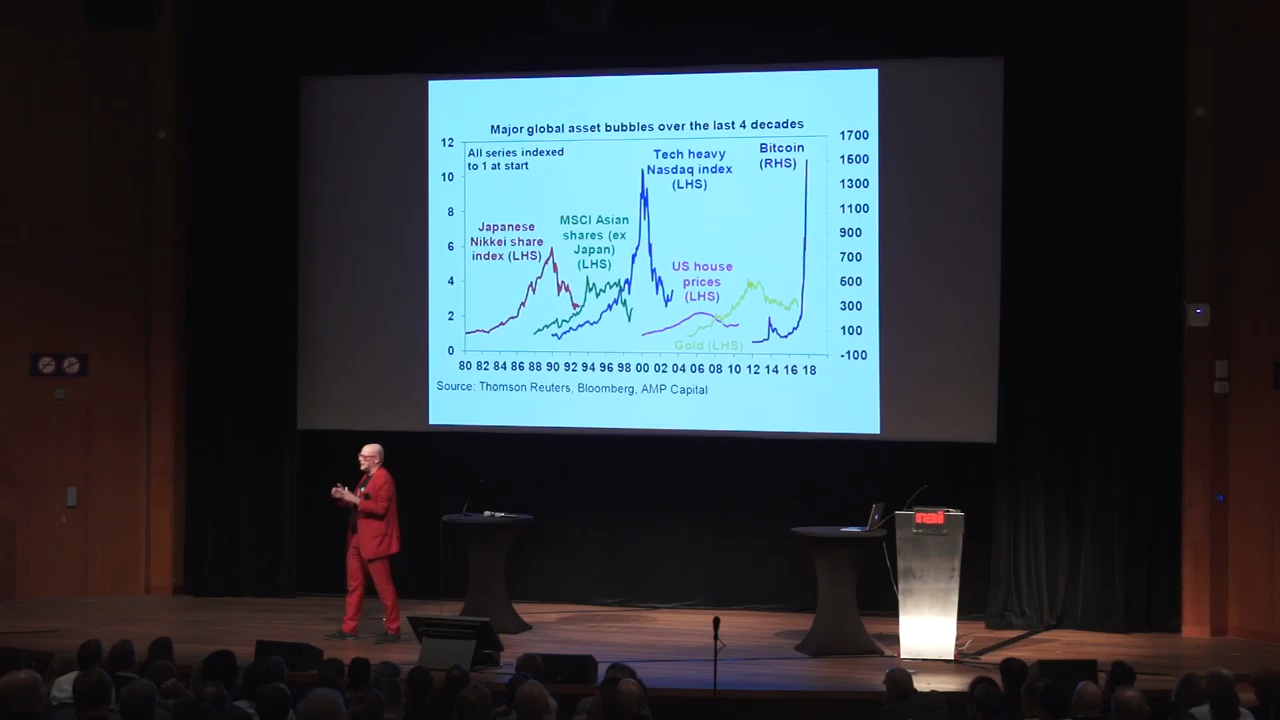 Major global asset bubbles over the last 4 decades
12
10
8
6
4
2
0
1700
1500
1300
1100
900
700
500
300
100
-100
All series indexed
to 1 at start
Japanese
Nikkei share
index (LHS)
MSCI Asian
shares (ex
Japan)
(LHS)
Tech heavy
Nasdaq index
(LHS)
US house
prices
(LHS)
Gold (LHS)
Bitcoin
(RHS)
80 82 84 86 88 90 92 94 96 98 00 02 04 06 08 10 12 14 16 18
Source: Thomson Reuters, Bloomberg, AMP Capital
nai